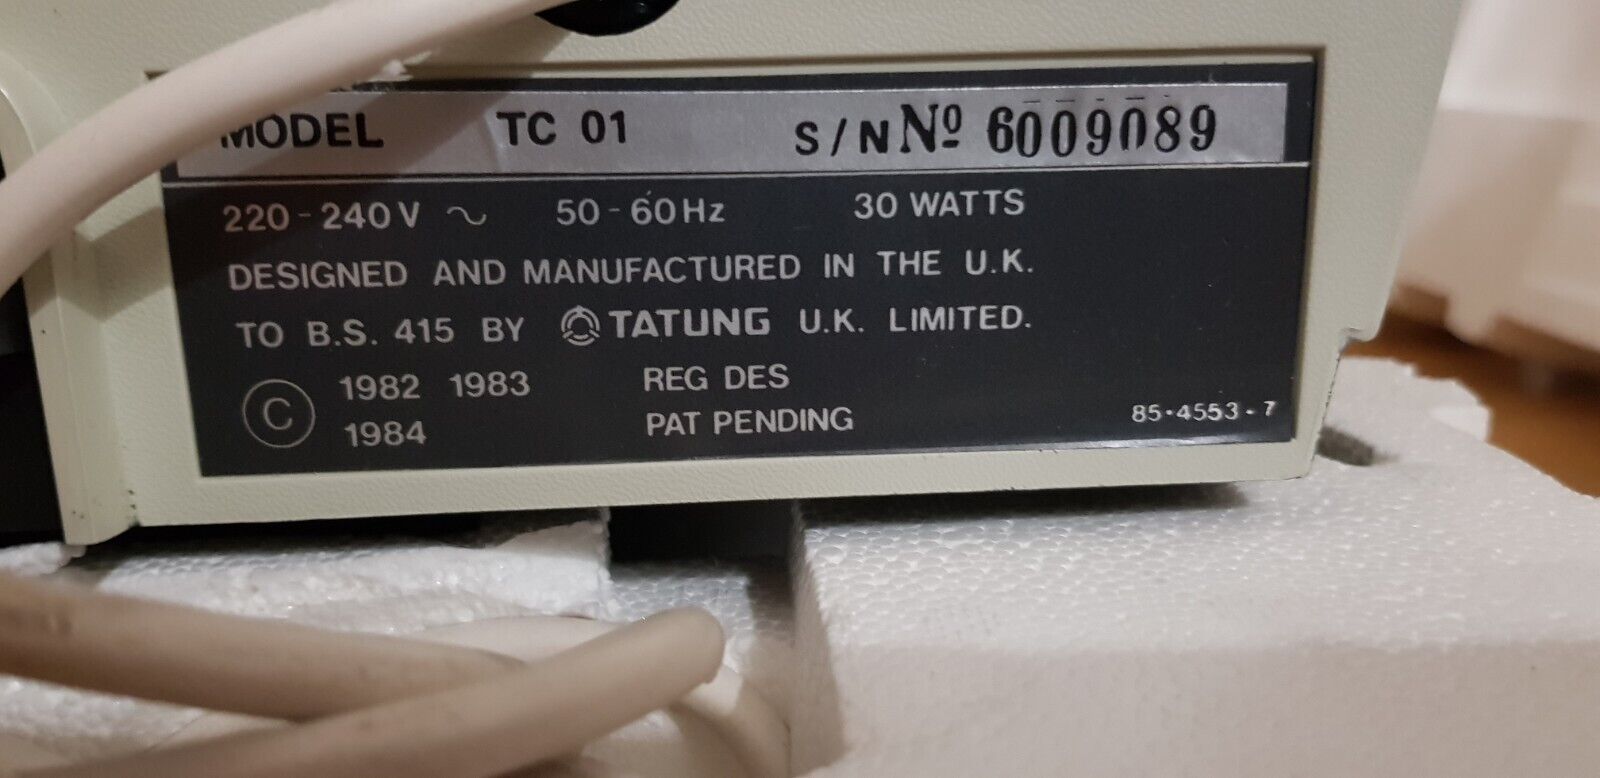 MODEL TC 01 S/N Nº 6009089
220-240V ~ 50-60Hz 30 WATTS
DESIGNED AND MANUFACTURED IN THE U.K.
TO B.S. 415 BY TATUNG U.K. LIMITED.
© 1982 1983 REG DES
1984 PAT PENDING 85·4553-7